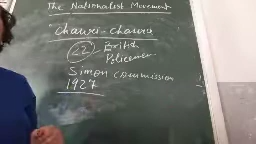 The Nationalist Movement
Chauri-chaura
22 British
Policemen
Simon Commission
1927